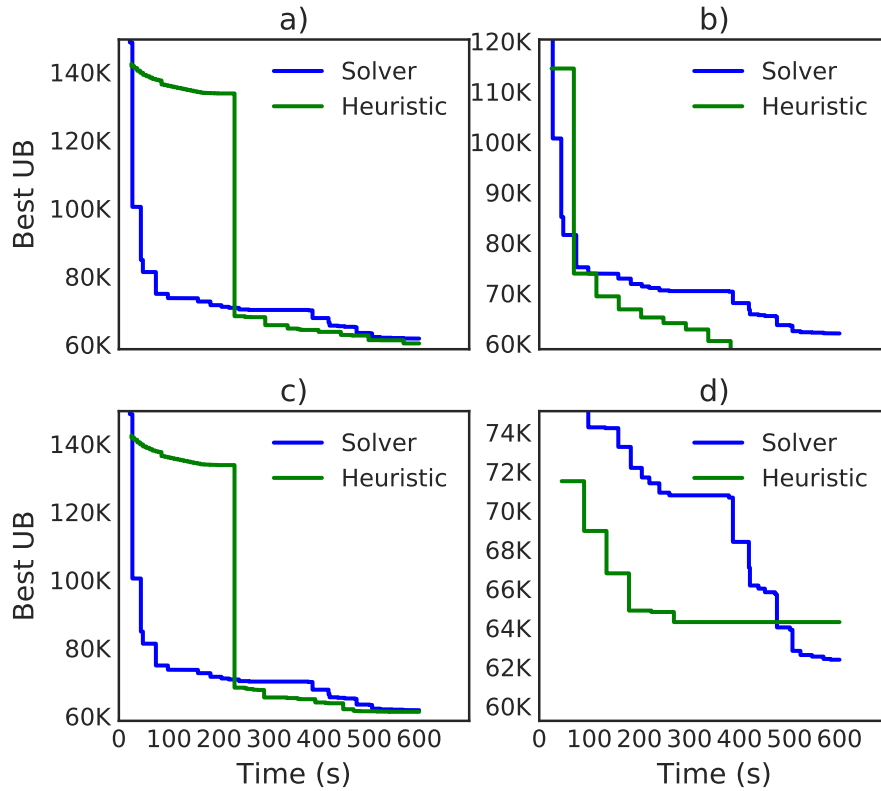 a)
Best UB
140K
120K
100K
80K
60K
Solver
Heuristic
b)
120K
110K
100K
90K
80K
70K
60K
Solver
Heuristic
c)
Best UB
140K
120K
100K
80K
60K
Solver
Heuristic
0 100 200 300 400 500 600
Time (s)
d)
74K
72K
70K
68K
66K
64K
62K
60K
Solver
Heuristic
0 100 200 300 400 500 600
Time (s)